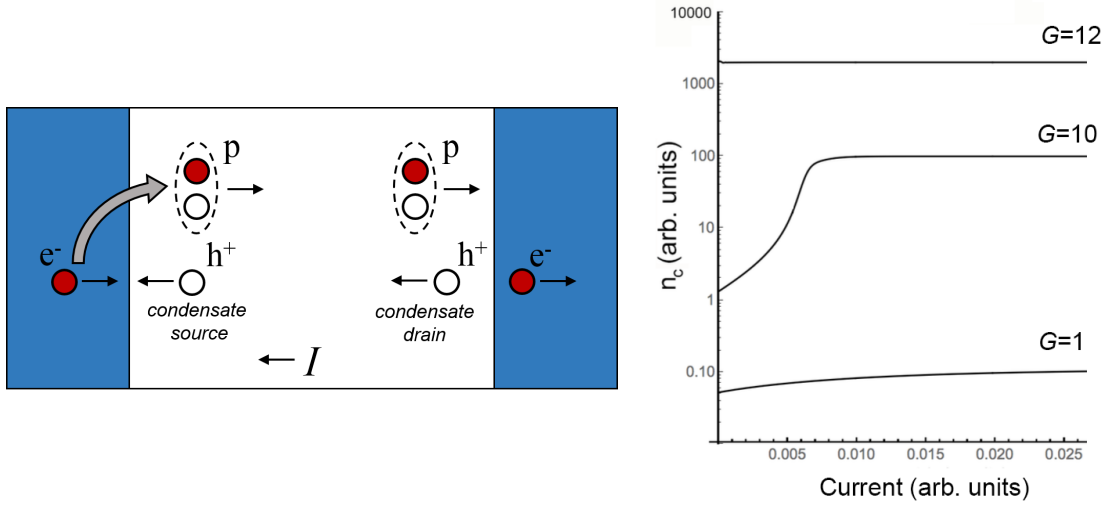 p
p
e-
h+
h+
e-
condensate
source
condensate
drain
I
10000
1000
100
10
1
0.10
G=12
G=10
G=1
nc (arb. units)
0.005
0.010
0.015
0.020
0.025
Current (arb. units)